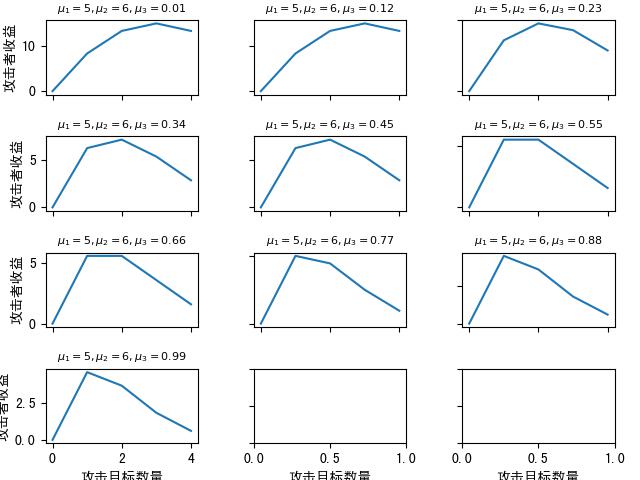 μ₁ = 5, μ₂ = 6, μ₃ = 0.01
μ₁ = 5, μ₂ = 6, μ₃ = 0.12
μ₁ = 5, μ₂ = 6, μ₃ = 0.23
攻击者收益
10
0
μ₁ = 5, μ₂ = 6, μ₃ = 0.34
μ₁ = 5, μ₂ = 6, μ₃ = 0.45
μ₁ = 5, μ₂ = 6, μ₃ = 0.55
攻击者收益
5
0
μ₁ = 5, μ₂ = 6, μ₃ = 0.66
μ₁ = 5, μ₂ = 6, μ₃ = 0.77
μ₁ = 5, μ₂ = 6, μ₃ = 0.88
攻击者收益
5
0
μ₁ = 5, μ₂ = 6, μ₃ = 0.99
攻击者收益
2.5
0.0
0 2 4
0.0 0.5 1.0
0.0 0.5 1.0
攻击目标数量
攻击目标数量
攻击目标数量